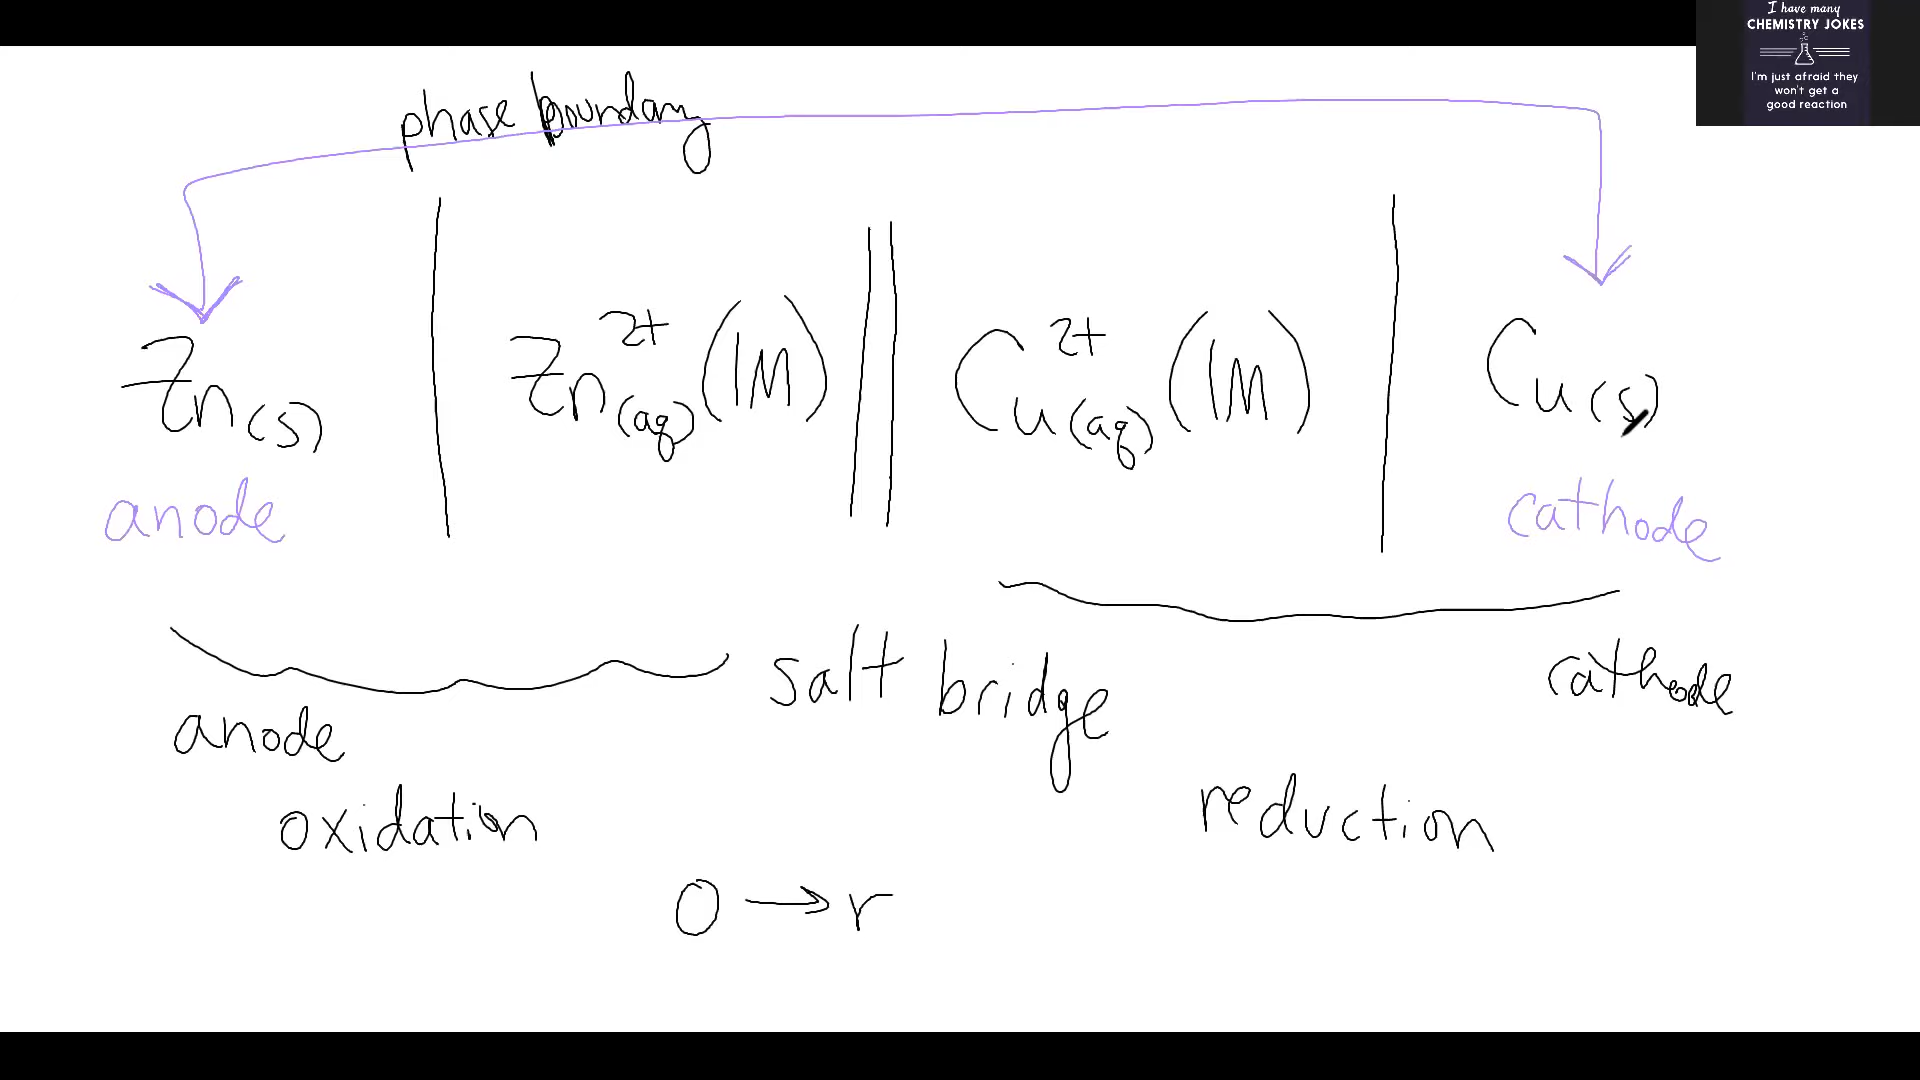 I have many
CHEMISTRY JOKES
I'm just afraid they
won't get a
good reaction
phase boundary
Zn(s) | Zn²⁺(aq) (1M) || Cu²⁺(aq) (1M) | Cu(s)
anode cathode
salt bridge cathode
anode
oxidation reduction
O → r